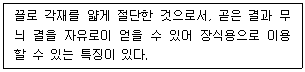 끌로 각재를 얇게 절단한 것으로서, 곧은 결과 무
늬 결을 자유로이 얻을 수 있어 장식용으로 이용
할 수 있는 특징이 있다.